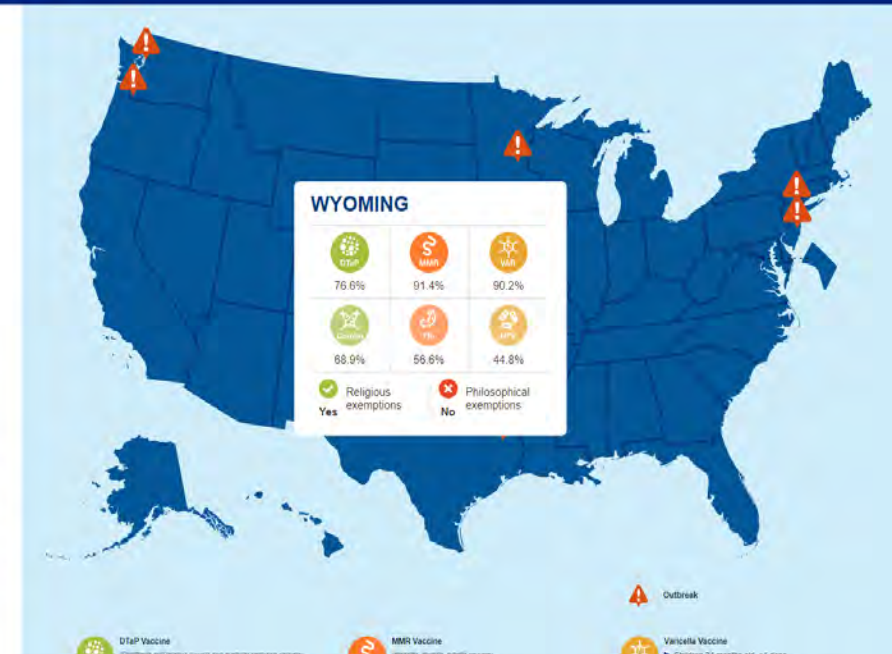 WYOMING
DTaP MMR VAR
76.6% 91.4% 90.2%
68.9% 56.6% 44.8%
Religious exemptions
Yes
Philosophical exemptions
No
Outbreak
DTaP Vaccine
MMR Vaccine
Varicella Vaccine